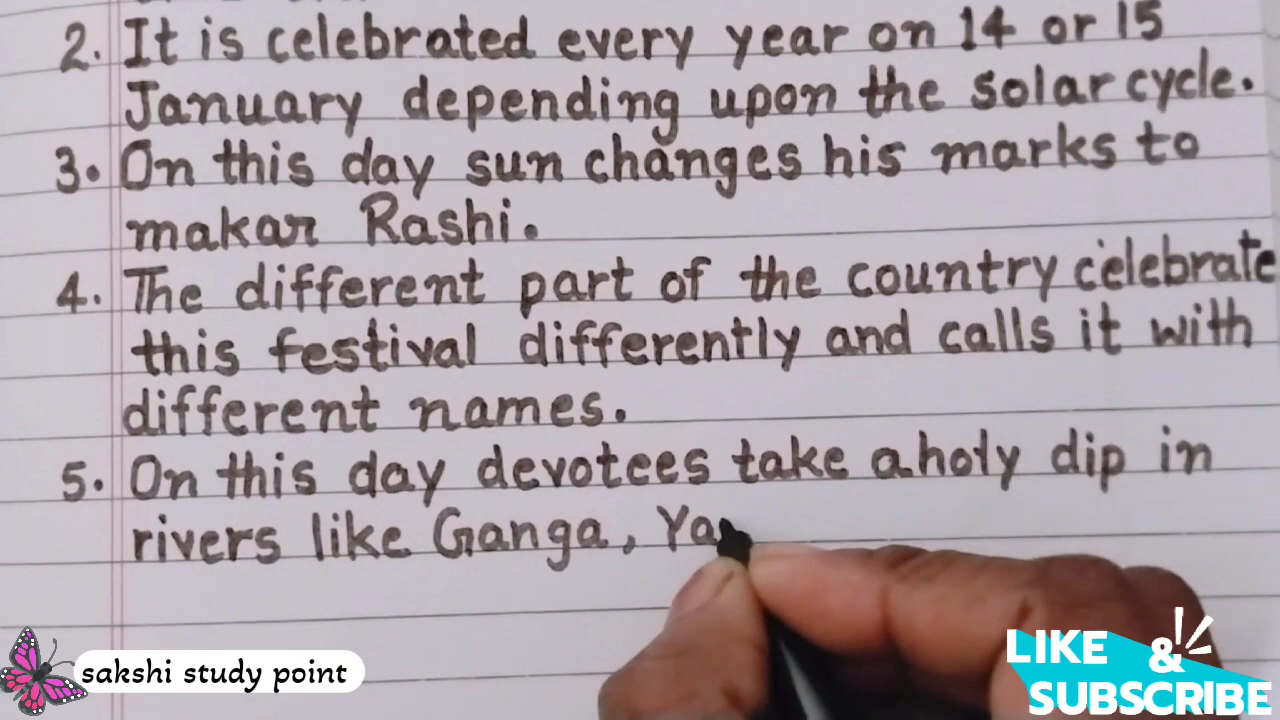 2. It is celebrated every year on 14 or 15
January depending upon the solar cycle.
3. On this day sun changes his marks to
makar Rashi.
4. The different part of the country celebrate
this festival differently and calls it with
different names.
5. On this day devotees take a holy dip in
rivers like Ganga, Ya
sakshi study point
LIKE &
SUBSCRIBE